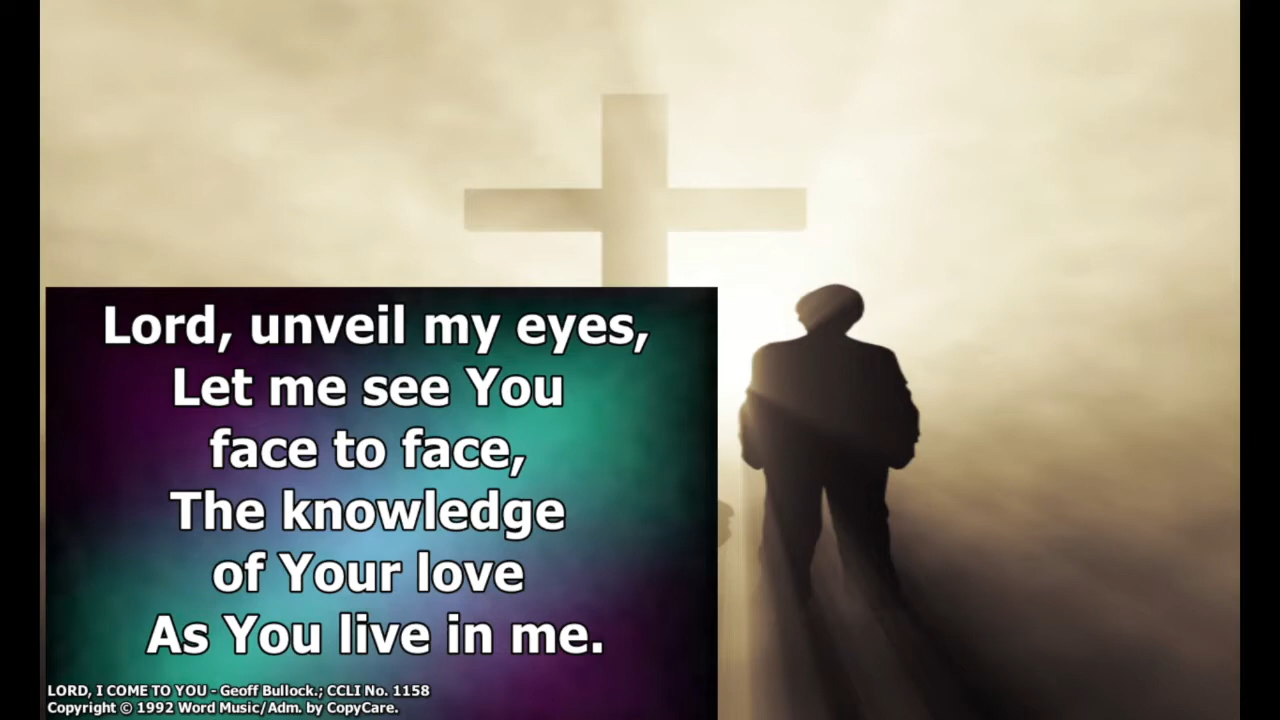 Lord, unveil my eyes,
Let me see You
face to face,
The knowledge
of Your love
As You live in me.
LORD, I COME TO YOU - Geoff Bullock.; CCLI No. 1158
Copyright © 1992 Word Music/Adm. by CopyCare.